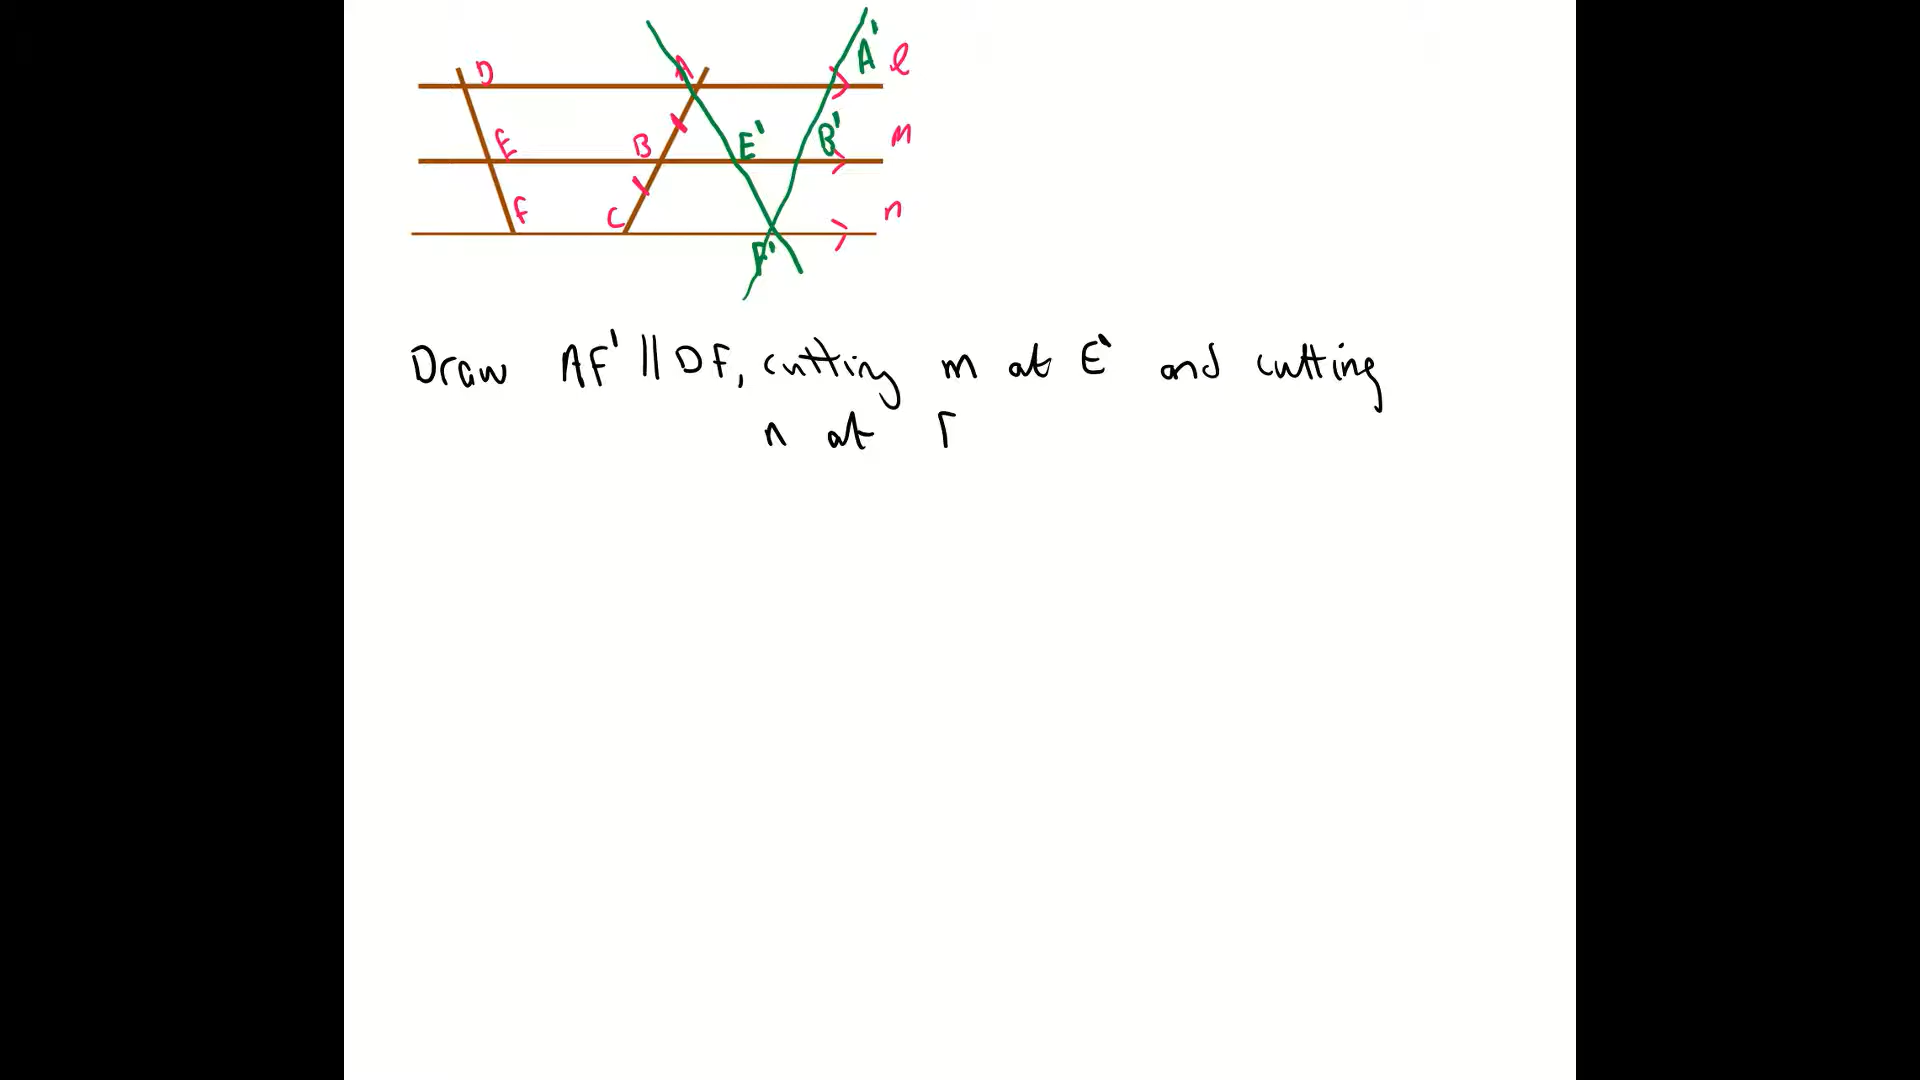 D A A' l
E B E' B' m
F C n
F'
Draw AF' || DF, cutting m at E' and cutting
n at